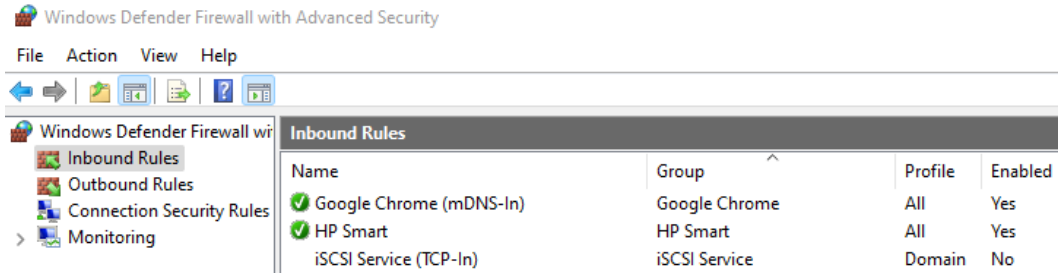 Windows Defender Firewall with Advanced Security
File Action View Help
Windows Defender Firewall wit
Inbound Rules
Outbound Rules
Connection Security Rules
Monitoring
Inbound Rules
Name Group Profile Enabled
Google Chrome (mDNS-In) Google Chrome All Yes
HP Smart HP Smart All Yes
iSCSI Service (TCP-In) iSCSI Service Domain No